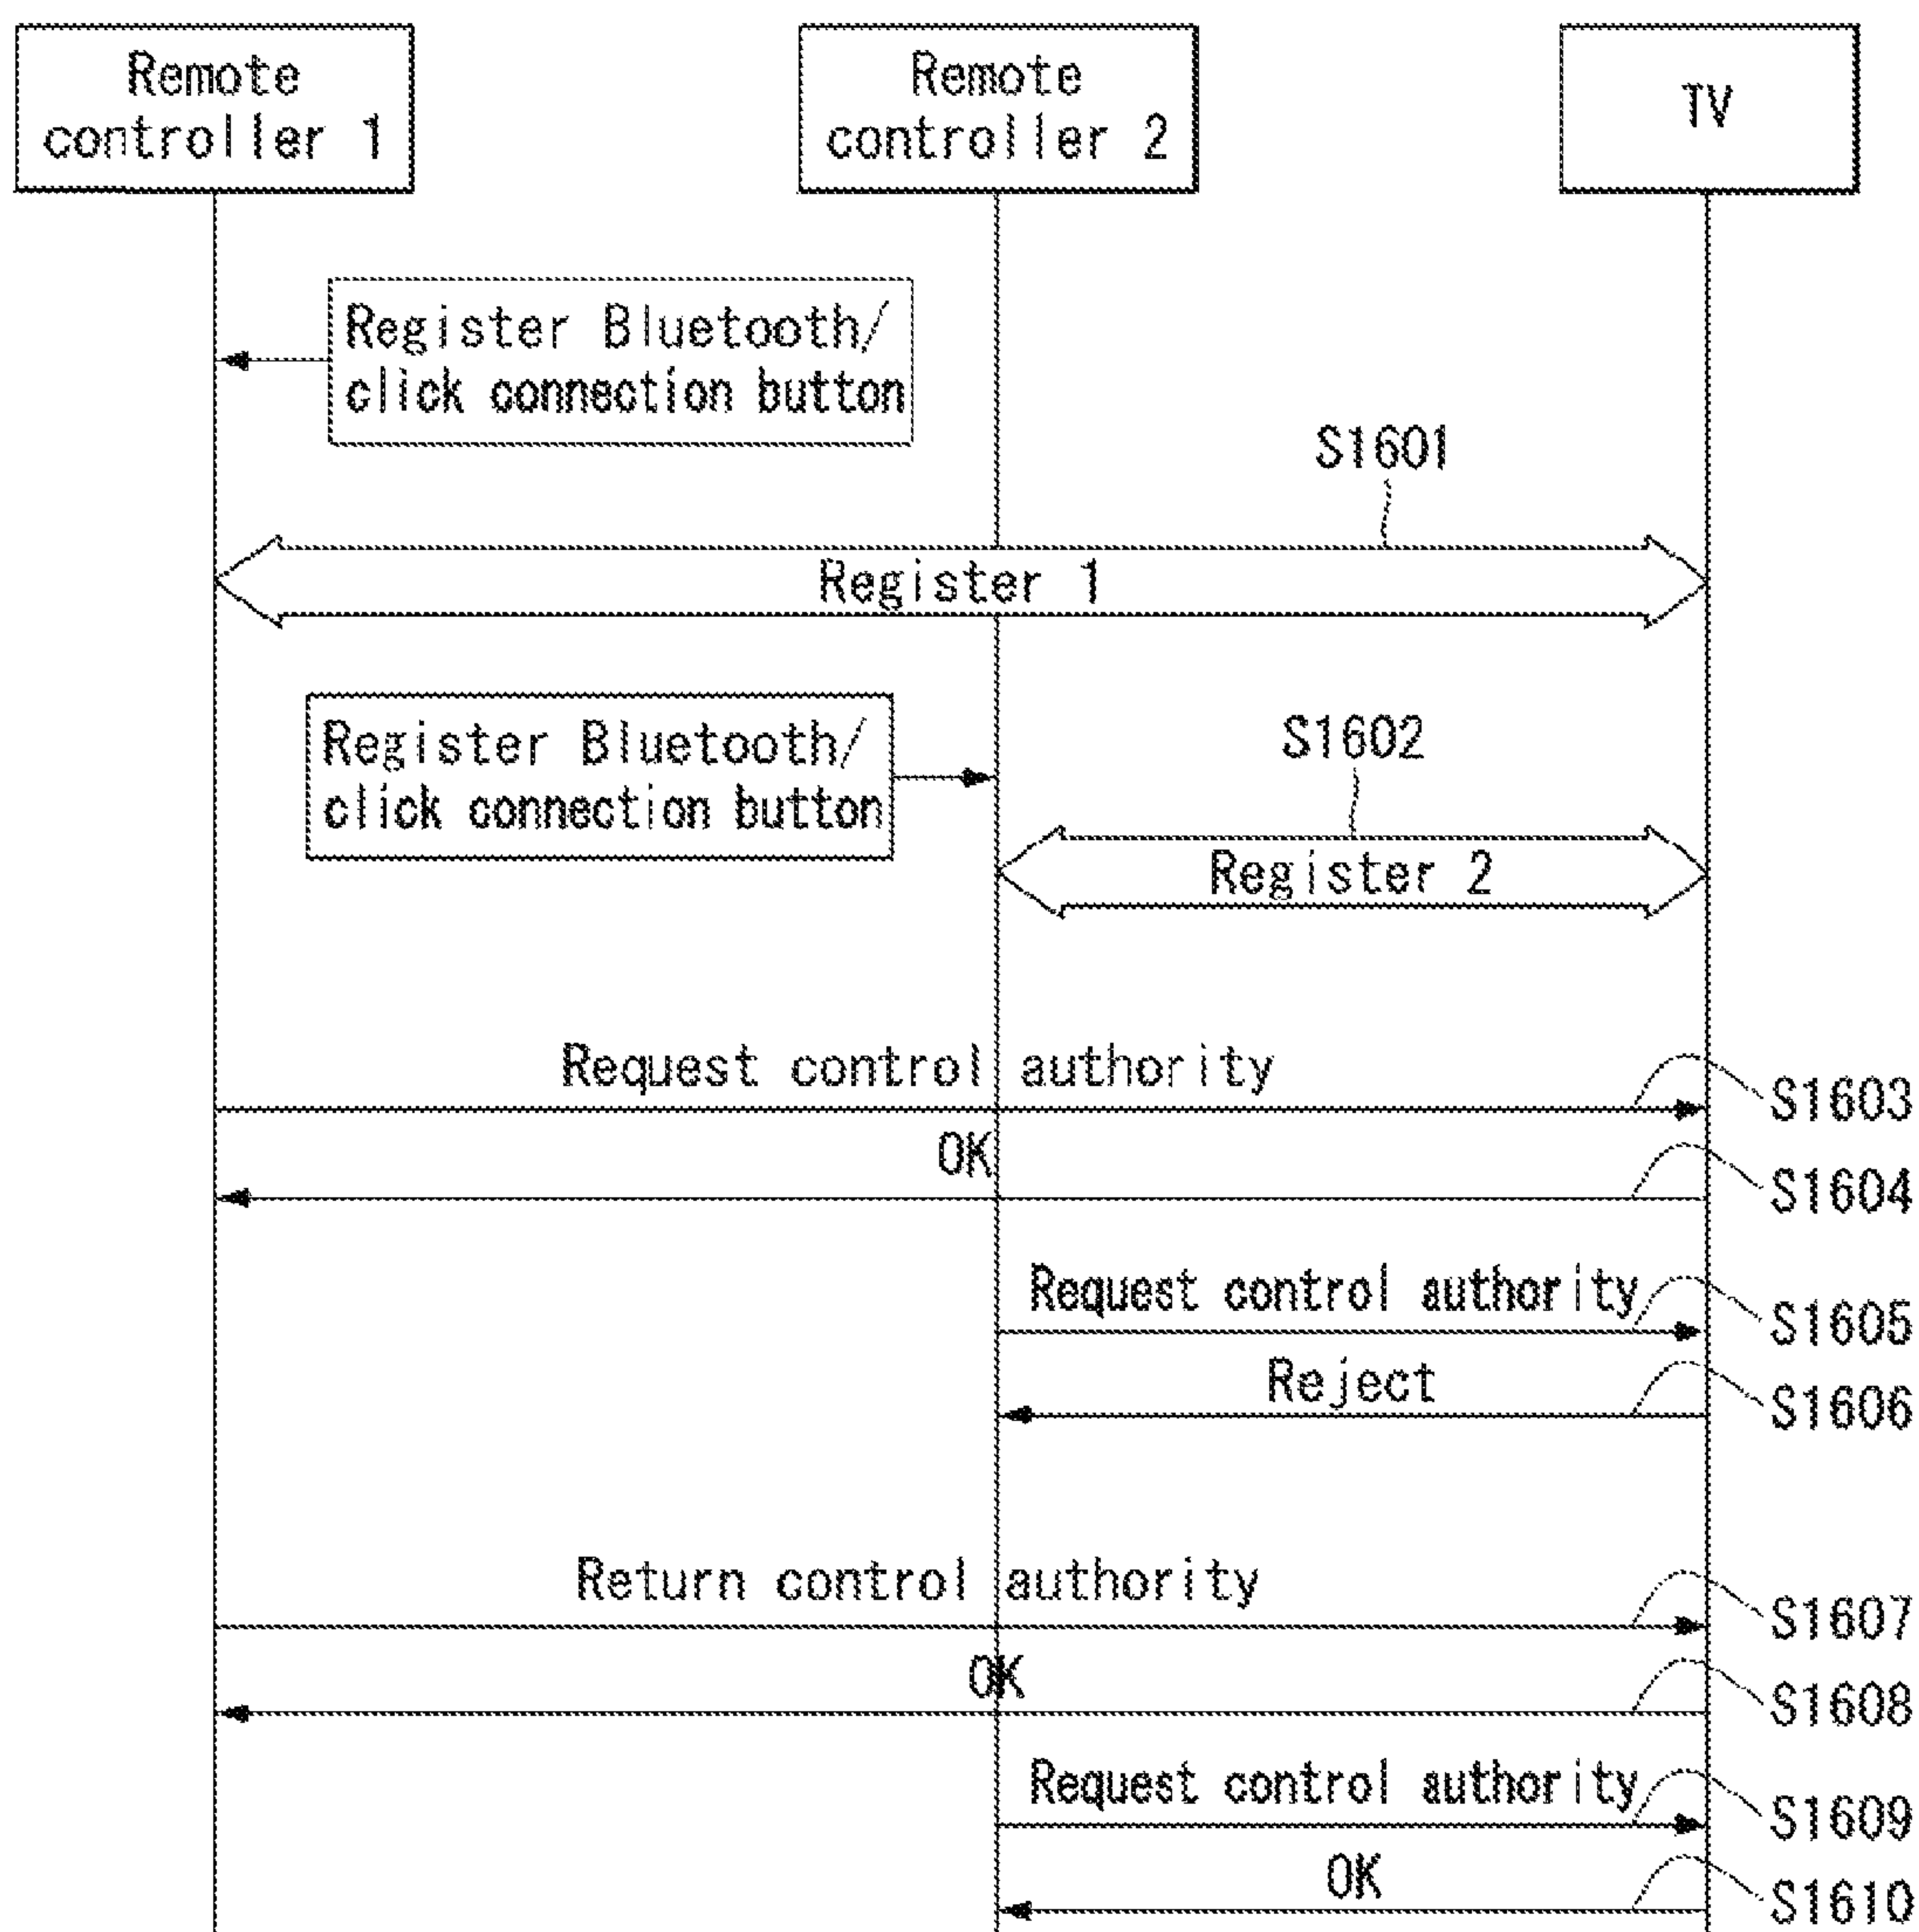 Remote
controller 1
Remote
controller 2
TV
Register Bluetooth/
click connection button
S1601
Register 1
Register Bluetooth/
click connection button
S1602
Register 2
Request control authority
S1603
OK
S1604
Request control authority
S1605
Reject
S1606
Return control authority
S1607
OK
S1608
Request control authority
S1609
OK
S1610